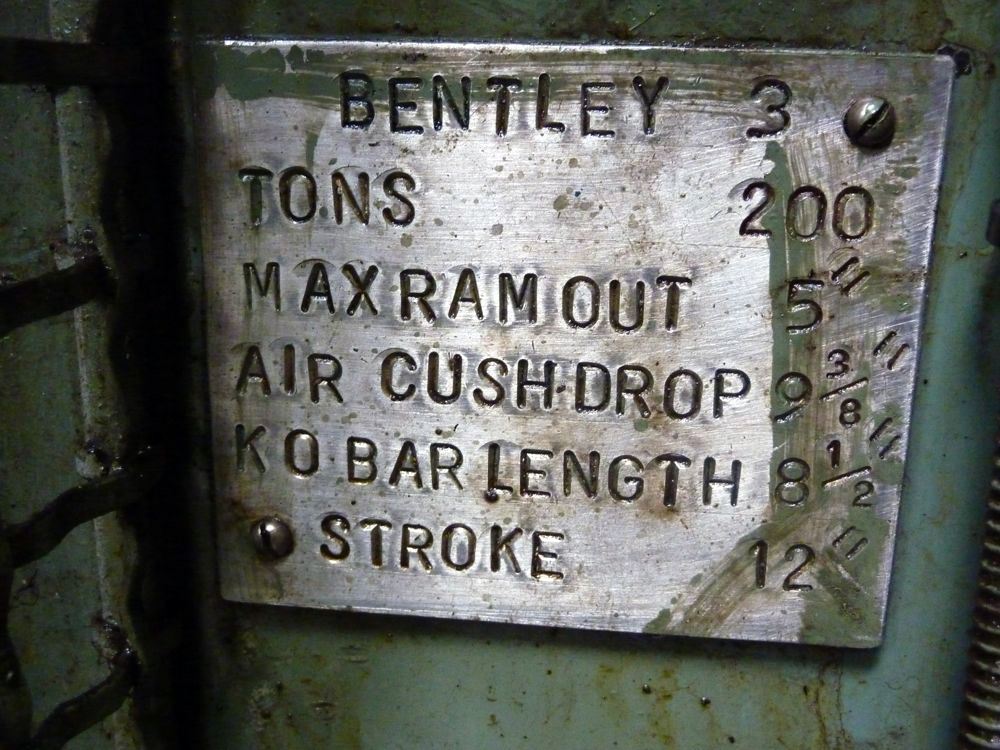 BENTLEY 3
TONS 200
MAX RAM OUT 5"
AIR CUSH·DROP 9 3/8"
KO BAR LENGTH 8 1/2"
STROKE 12"